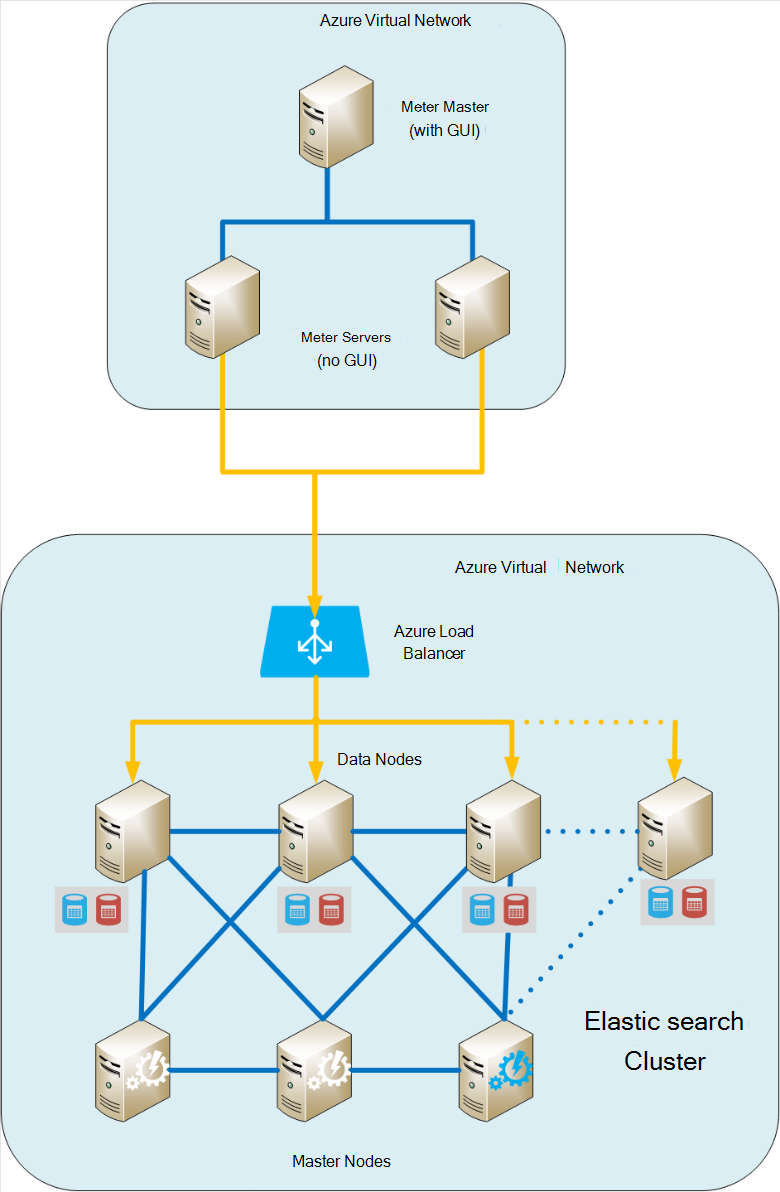 Azure Virtual Network
Meter Master
(with GUI)
Meter Servers
(no GUI)
Azure Virtual Network
Azure Load
Balancer
Data Nodes
Elastic search
Cluster
Master Nodes